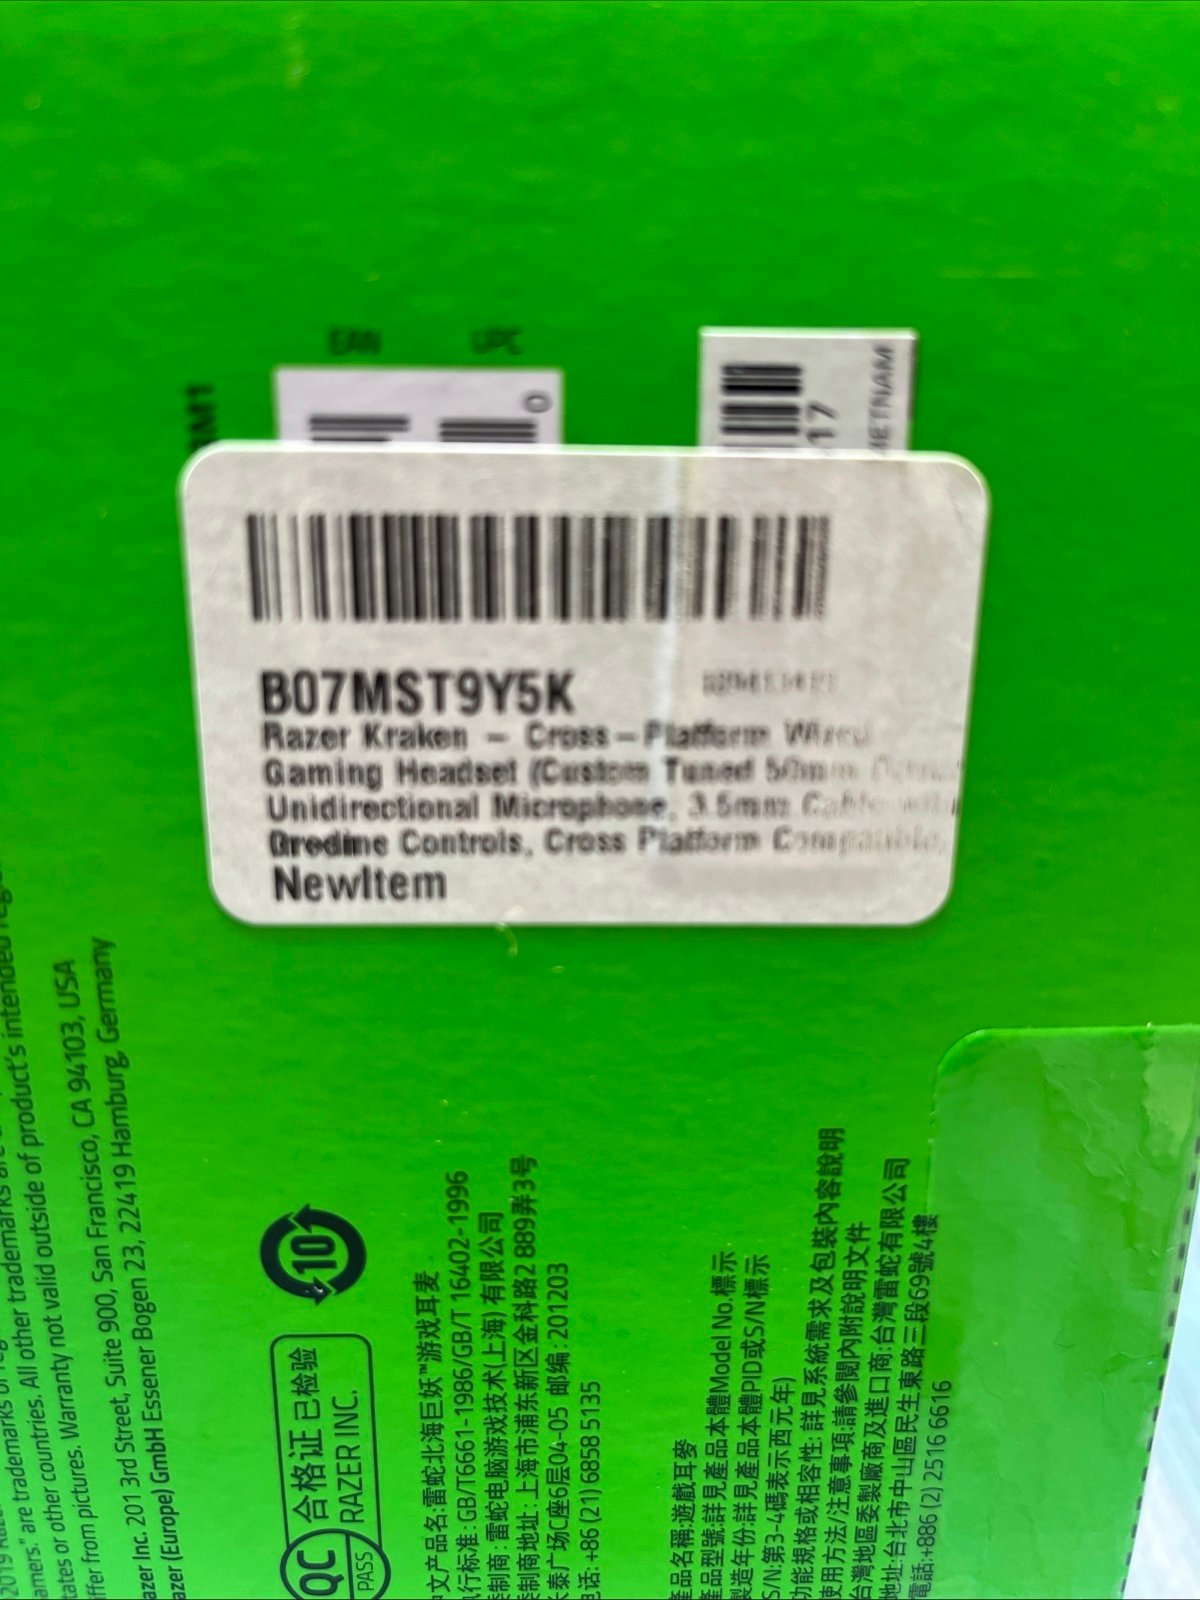 EAN
UPC
0
17
B07MST9Y5K
Razer Kraken - Cross-Platform Wired
Gaming Headset (Custom Tuned 50mm
Unidirectional Microphone, 3.5mm Cable
Controls, Cross Platform Compatible,
NewItem
amers." are trademarks All other trademarks are
tates or other countries. Warranty not valid outside of product's intended
iffer from pictures.
azer Inc. 201 3rd Street, Suite 900, San Francisco, CA 94103, USA
azer (Europe) GmbH Essener Bogen 23, 22419 Hamburg, Germany
10
QC PASS
合格证 已检验
RAZER INC.
中文产品名:雷蛇北海巨妖™游戏耳麦
行标准: GB/T6661-1986/GB/T 16402-1996
制商: 雷蛇电脑游戏技术(上海) 有限公司
制商地址: 上海市浦东新区金科路2 889弄3号
长泰广场C座6层04-05 邮编:201203
电话: +86 (21) 6858 5135
產品名稱:遊戲耳麥
產品型號:詳見產品本體Model No.標示
製造年份:詳見產品本體PID或S/N標示
S/N:第3-4碼表示西元年)
功能規格或相容性: 詳見系統需求及包裝內容說明
使用方法/注意事項:請參閱內附說明文件
台灣地區委製廠商及進口商:台灣雷蛇有限公司
地址:台北市中山區民生東路三段69號4樓
電話:+886 (2) 2516 6616